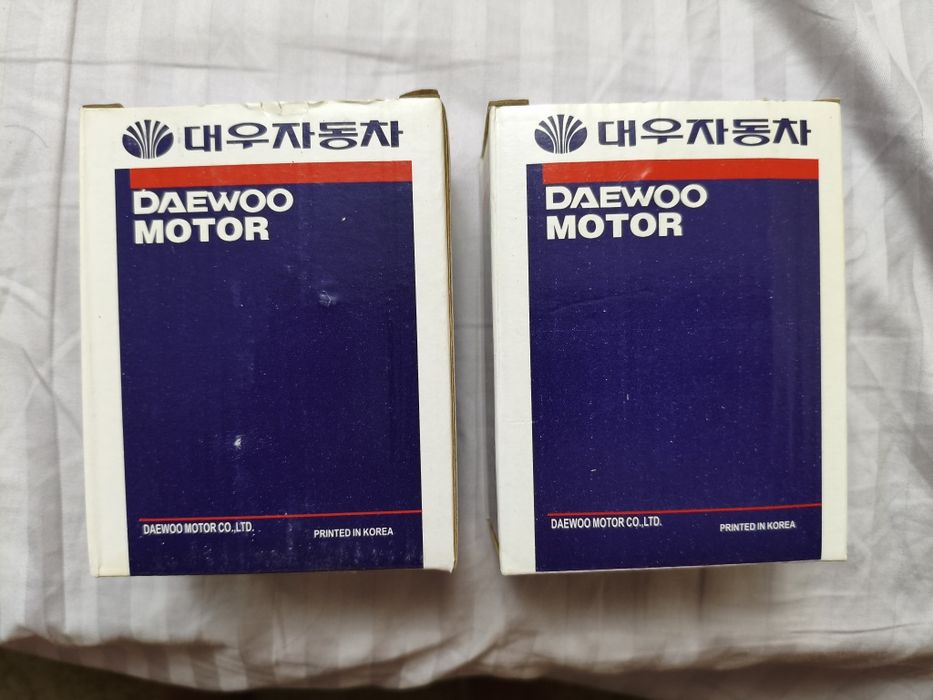 대우자동차
DAEWOO
MOTOR
DAEWOO MOTOR CO.,LTD.
PRINTED IN KOREA
대우자동차
DAEWOO
MOTOR
DAEWOO MOTOR CO.,LTD.
PRINTED IN KOREA